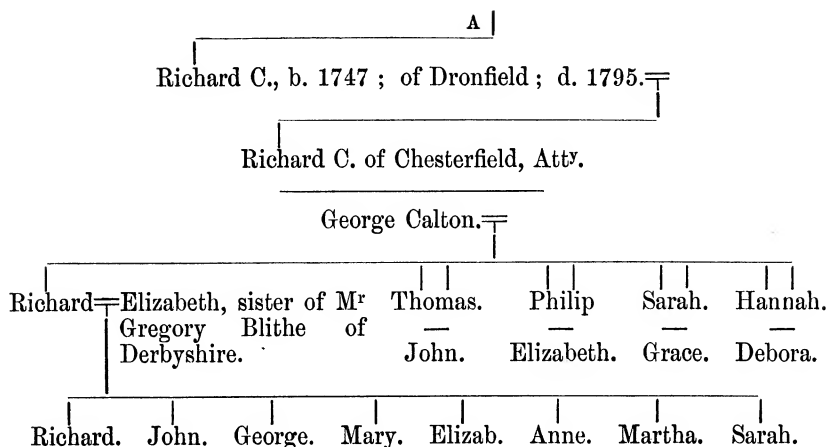 A
Richard C., b. 1747 ; of Dronfield ; d. 1795.
Richard C. of Chesterfield, Attʸ.
George Calton.
Richard=Elizabeth, sister of Mʳ Gregory Blithe of Derbyshire.
Thomas. Philip Sarah. Hannah.
John. Elizabeth. Grace. Debora.
Richard. John. George. Mary. Elizab. Anne. Martha. Sarah.